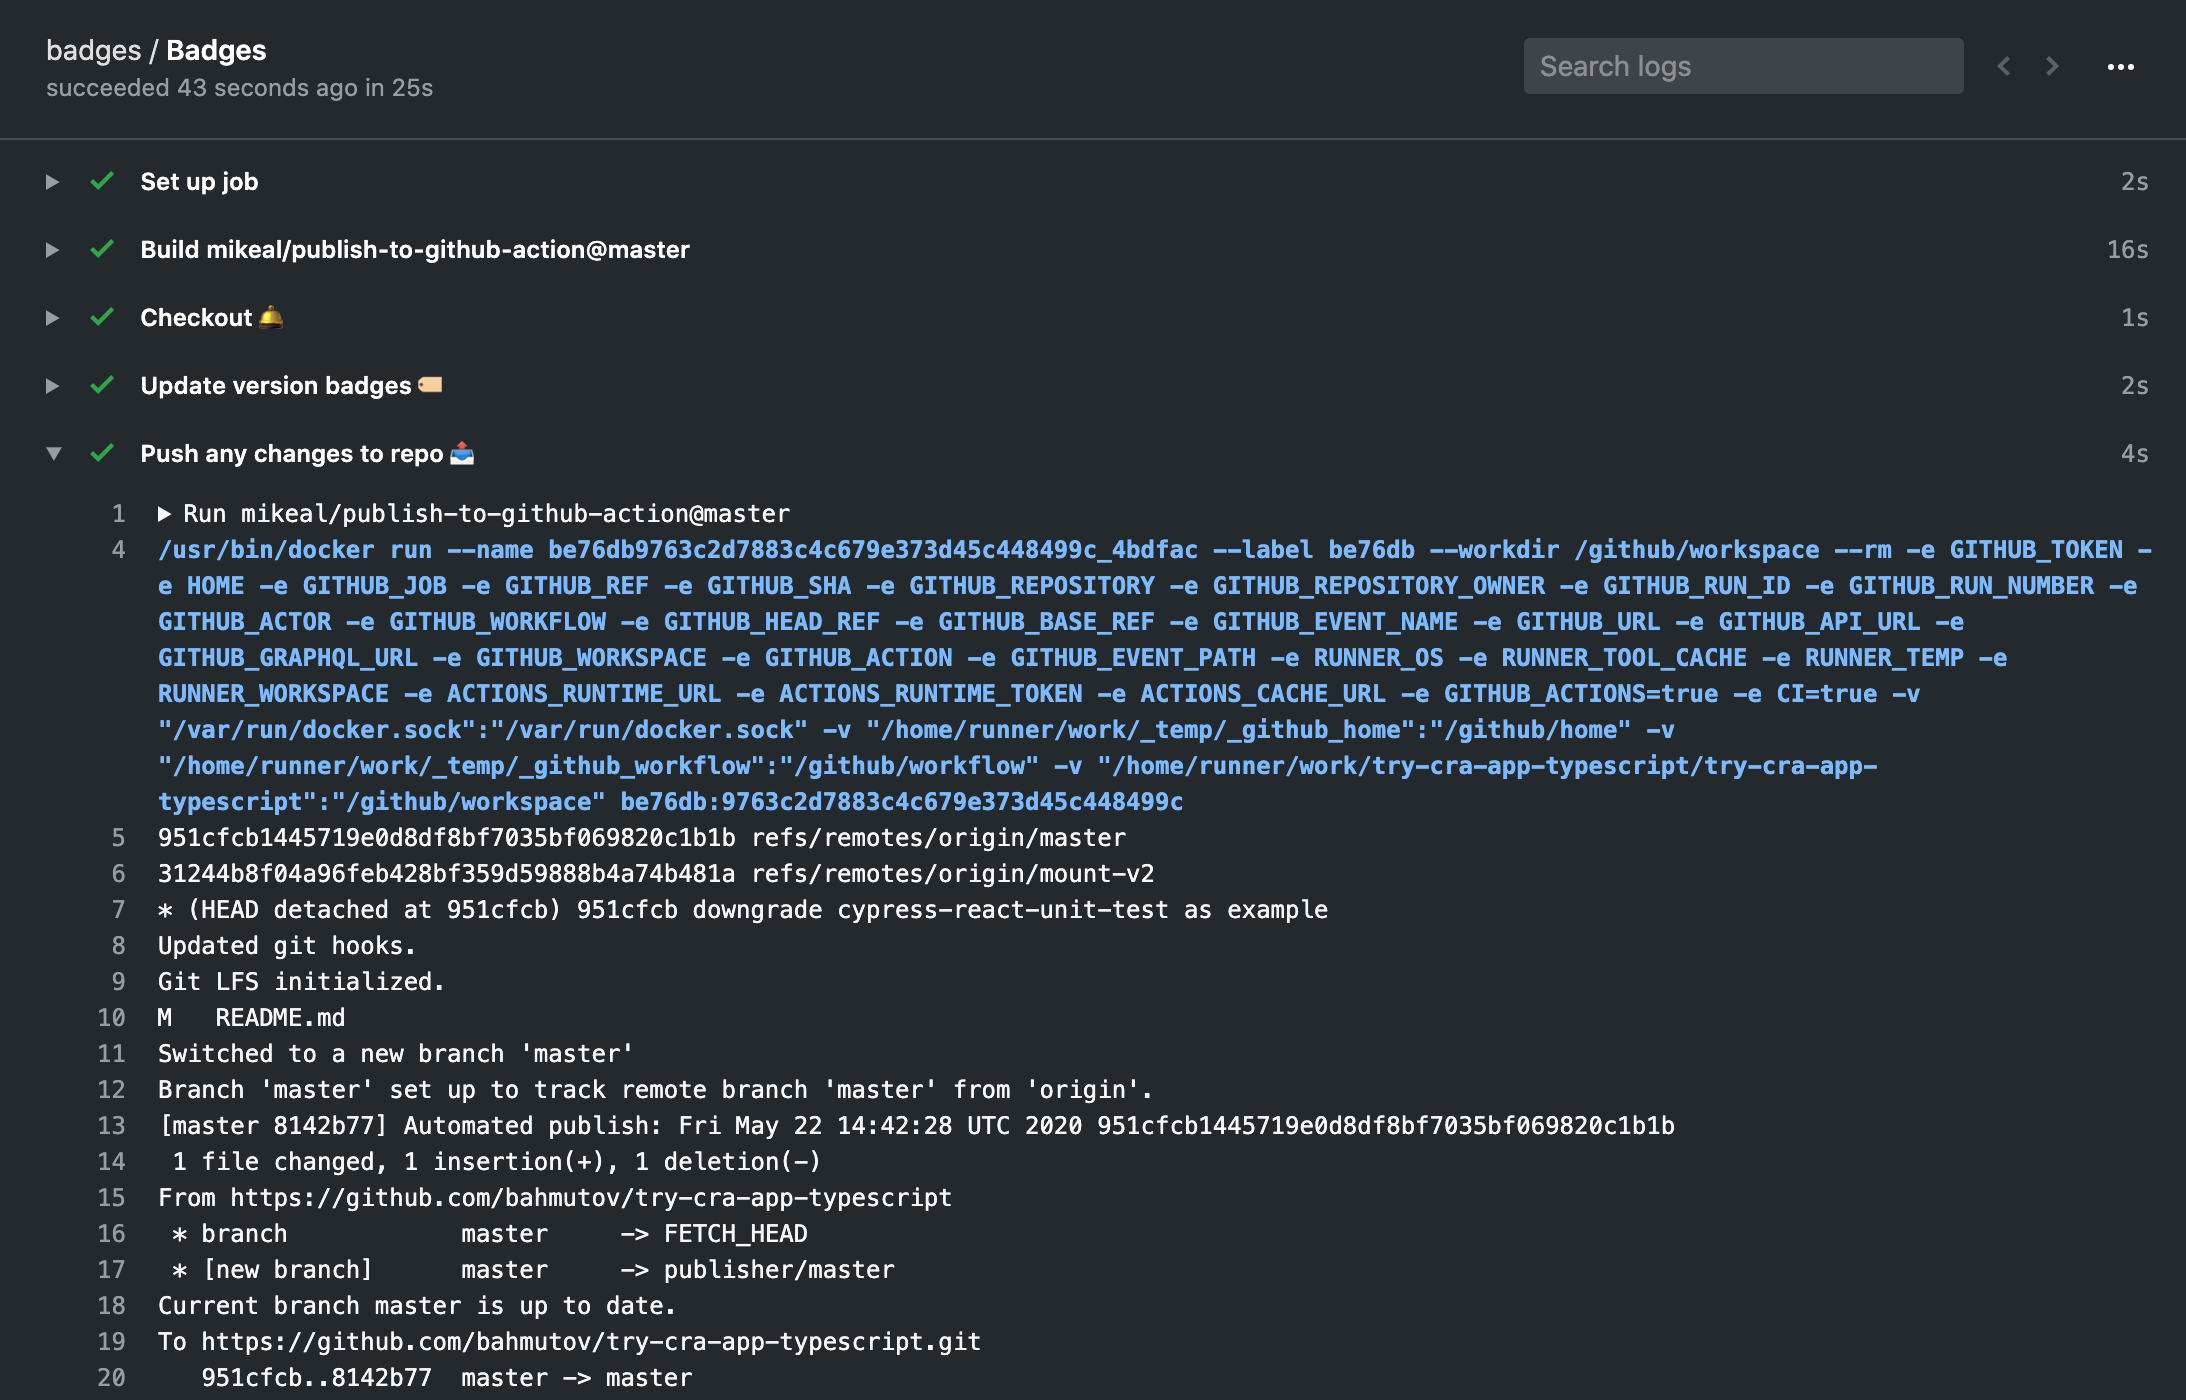 badges / Badges
succeeded 43 seconds ago in 25s
Search logs
Set up job 2s
Build mikeal/publish-to-github-action@master 16s
Checkout 🛎 1s
Update version badges 🏷 2s
Push any changes to repo 📤 4s
1 ▶ Run mikeal/publish-to-github-action@master
4 /usr/bin/docker run --name be76db9763c2d7883c4c679e373d45c448499c_4bdfac --label be76db --workdir /github/workspace --rm -e GITHUB_TOKEN -
e HOME -e GITHUB_JOB -e GITHUB_REF -e GITHUB_SHA -e GITHUB_REPOSITORY -e GITHUB_REPOSITORY_OWNER -e GITHUB_RUN_ID -e GITHUB_RUN_NUMBER -e
GITHUB_ACTOR -e GITHUB_WORKFLOW -e GITHUB_HEAD_REF -e GITHUB_BASE_REF -e GITHUB_EVENT_NAME -e GITHUB_URL -e GITHUB_API_URL -e
GITHUB_GRAPHQL_URL -e GITHUB_WORKSPACE -e GITHUB_ACTION -e GITHUB_EVENT_PATH -e RUNNER_OS -e RUNNER_TOOL_CACHE -e RUNNER_TEMP -e
RUNNER_WORKSPACE -e ACTIONS_RUNTIME_URL -e ACTIONS_RUNTIME_TOKEN -e ACTIONS_CACHE_URL -e GITHUB_ACTIONS=true -e CI=true -v
"/var/run/docker.sock":"/var/run/docker.sock" -v "/home/runner/work/_temp/_github_home":"/github/home" -v
"/home/runner/work/_temp/_github_workflow":"/github/workflow" -v "/home/runner/work/try-cra-app-typescript/try-cra-app-
typescript":"/github/workspace" be76db:9763c2d7883c4c679e373d45c448499c
5 951cfcb1445719e0d8df8bf7035bf069820c1b1b refs/remotes/origin/master
6 31244b8f04a96feb428bf359d59888b4a74b481a refs/remotes/origin/mount-v2
7 * (HEAD detached at 951cfcb) 951cfcb downgrade cypress-react-unit-test as example
8 Updated git hooks.
9 Git LFS initialized.
10 M   README.md
11 Switched to a new branch 'master'
12 Branch 'master' set up to track remote branch 'master' from 'origin'.
13 [master 8142b77] Automated publish: Fri May 22 14:42:28 UTC 2020 951cfcb1445719e0d8df8bf7035bf069820c1b1b
14  1 file changed, 1 insertion(+), 1 deletion(-)
15 From https://github.com/bahmutov/try-cra-app-typescript
16  * branch            master     -> FETCH_HEAD
17  * [new branch]      master     -> publisher/master
18 Current branch master is up to date.
19 To https://github.com/bahmutov/try-cra-app-typescript.git
20    951cfcb..8142b77  master -> master